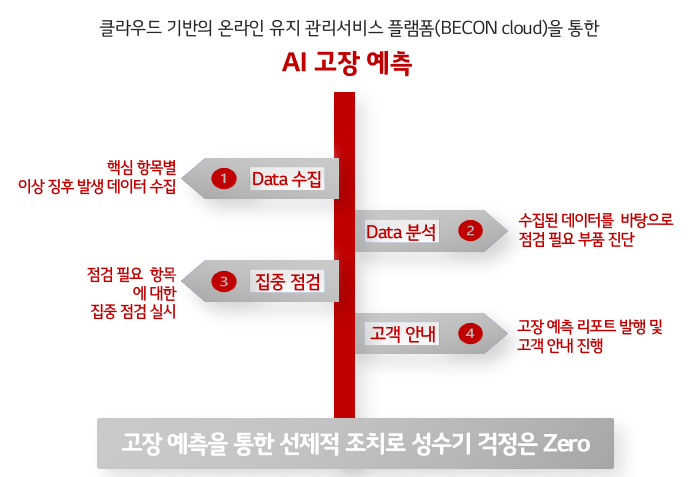 클라우드 기반의 온라인 유지 관리서비스 플램폼(BECON cloud)을 통한
AI 고장 예측
핵심 항목별
이상 징후 발생 데이터 수집
1 Data 수집
Data 분석 2
수집된 데이터를 바탕으로
점검 필요 부품 진단
점검 필요 항목
에 대한
집중 점검 실시
3 집중 점검
고객 안내 4
고장 예측 리포트 발행 및
고객 안내 진행
고장 예측을 통한 선제적 조치로 성수기 걱정은 Zero